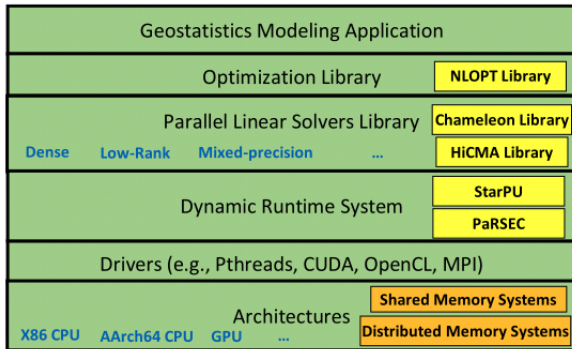 Geostatistics Modeling Application
Optimization Library
NLOPT Library
Parallel Linear Solvers Library
Chameleon Library
Dense Low-Rank Mixed-precision ...
HiCMA Library
Dynamic Runtime System
StarPU
PaRSEC
Drivers (e.g., Pthreads, CUDA, OpenCL, MPI)
Architectures
Shared Memory Systems
X86 CPU AArch64 CPU GPU ...
Distributed Memory Systems